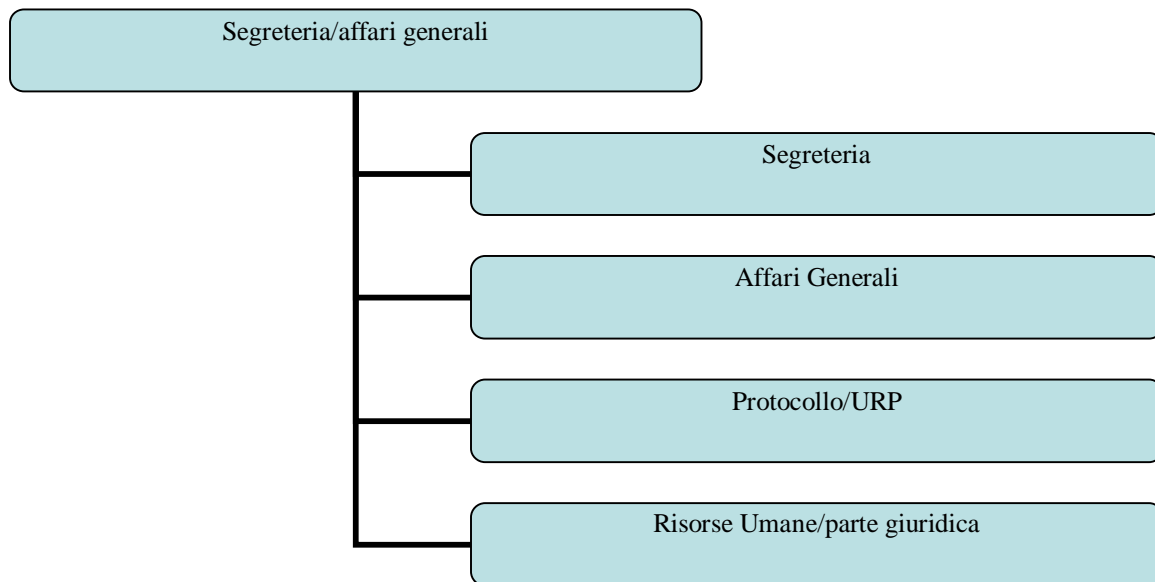 Segreteria/affari generali
Segreteria
Affari Generali
Protocollo/URP
Risorse Umane/parte giuridica